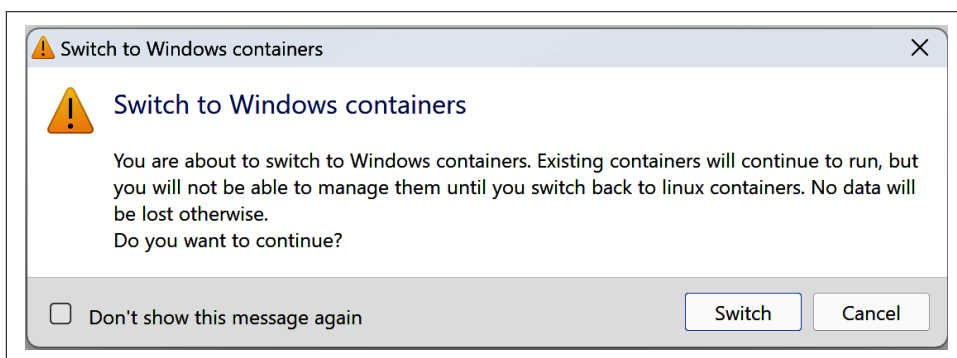 Switch to Windows containers
Switch to Windows containers
You are about to switch to Windows containers. Existing containers will continue to run, but
you will not be able to manage them until you switch back to linux containers. No data will
be lost otherwise.
Do you want to continue?
Don't show this message again
Switch
Cancel